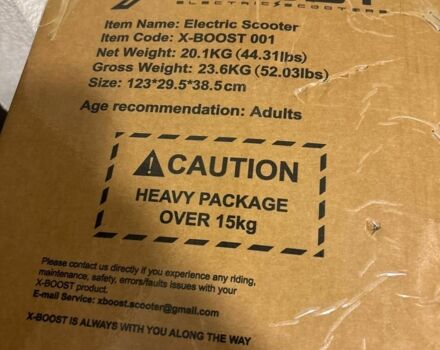 ELECTRIC SCOOTERS
Item Name: Electric Scooter
Item Code: X-BOOST 001
Net Weight: 20.1KG (44.31lbs)
Gross Weight: 23.6KG (52.03lbs)
Size: 123*29.5*38.5cm
Age recommendation: Adults
CAUTION
HEAVY PACKAGE
OVER 15kg
Please contact us directly if you experience any riding,
maintenance, safety, errors/faults issues with your
X-BOOST product.
E-mail Service: xboost.scooter@gmail.com
X-BOOST IS ALWAYS WITH YOU ALONG THE WAY